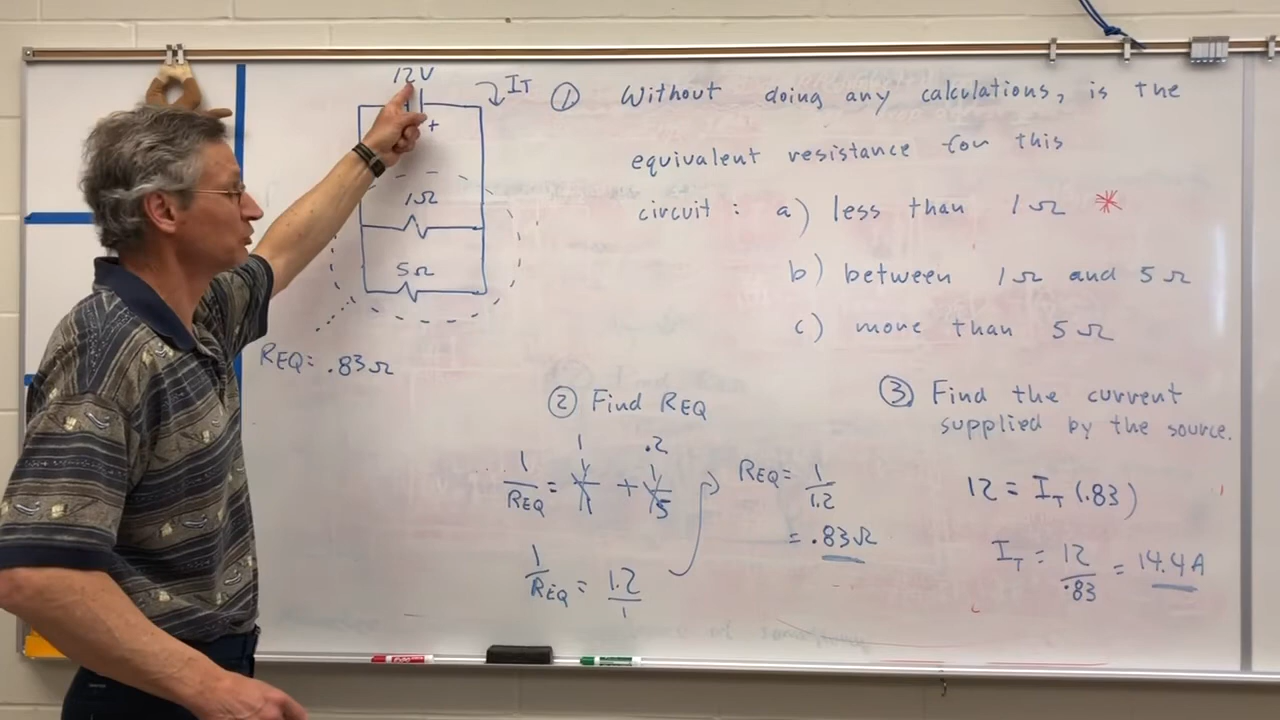 12V
IT
+
1Ω
5Ω
REQ = .83Ω
① Without doing any calculations, is the
equivalent resistance for this
circuit : a) less than 1Ω *
b) between 1Ω and 5Ω
c) more than 5Ω
② Find REQ
1 .2
1/REQ = 1/1 + 1/5
1/REQ = 1.2/1
REQ = 1/1.2
= .83Ω
③ Find the current
supplied by the source.
12 = IT (.83)
IT = 12/.83 = 14.4A